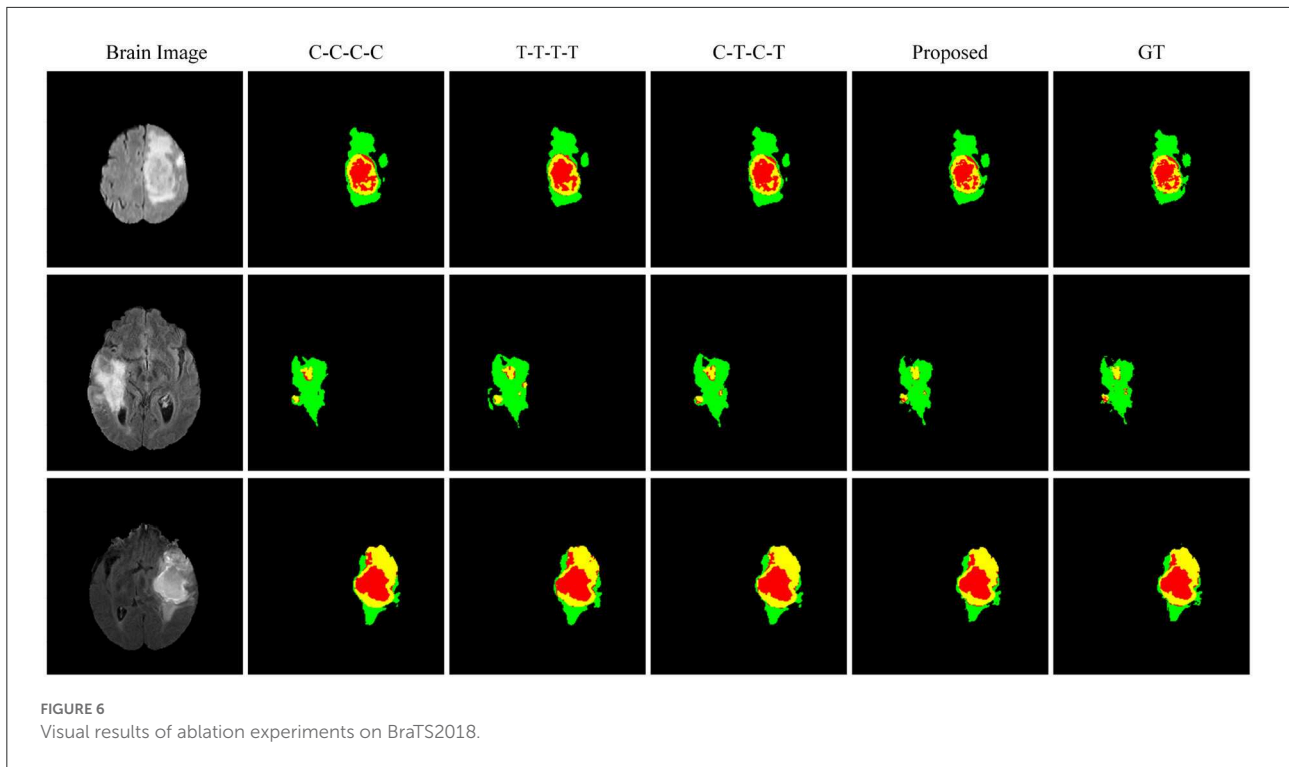 Brain Image C-C-C-C T-T-T-T C-T-C-T Proposed GT
FIGURE 6
Visual results of ablation experiments on BraTS2018.